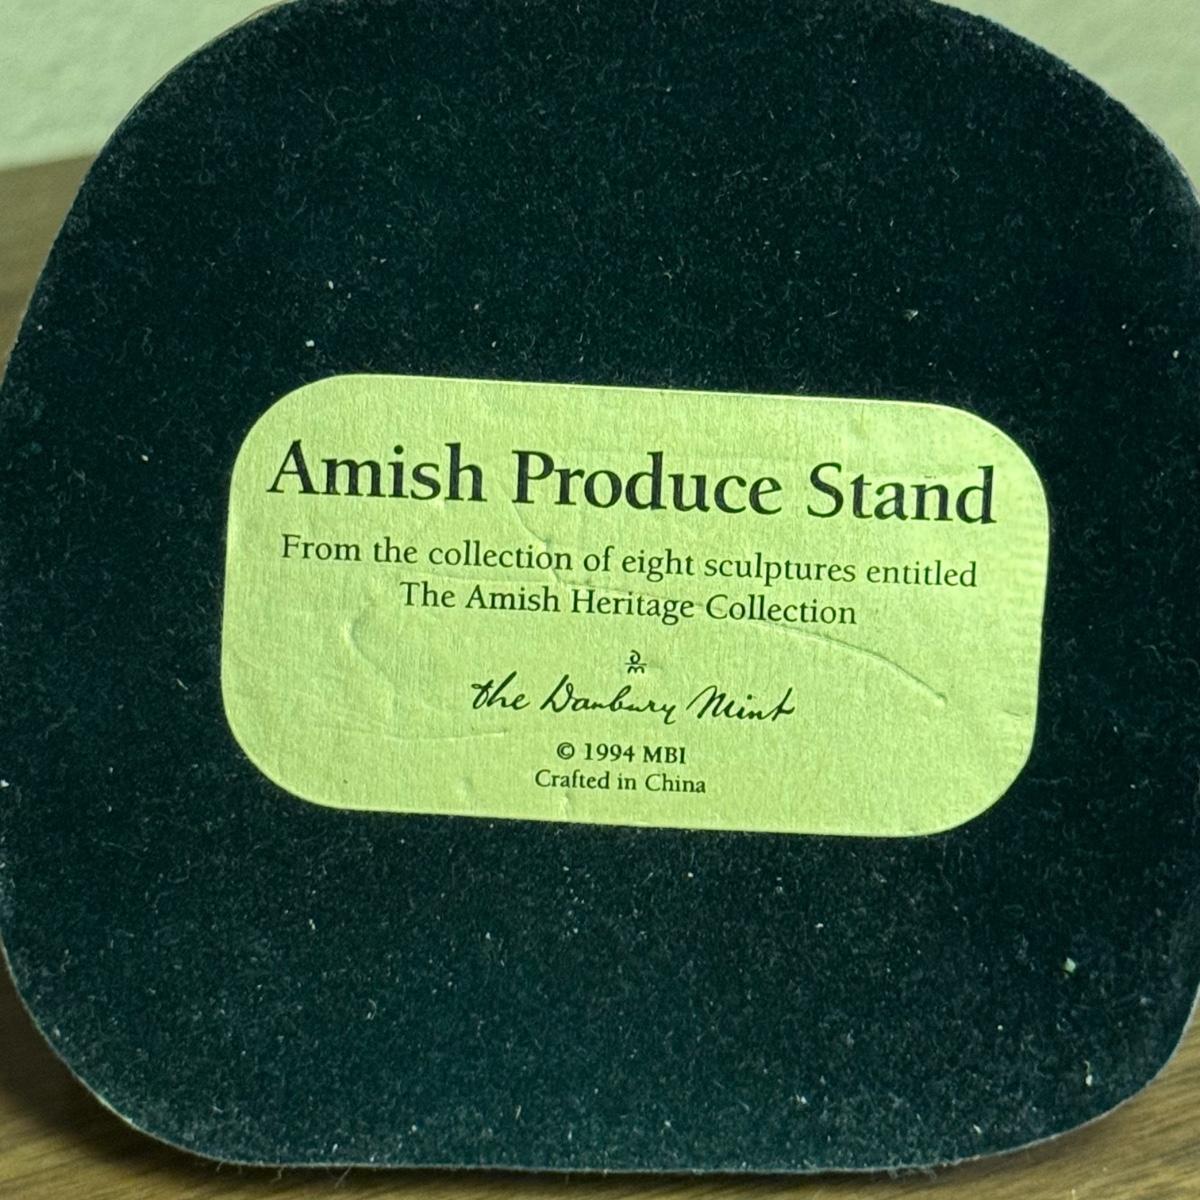 Amish Produce Stand
From the collection of eight sculptures entitled
The Amish Heritage Collection
the Danbury Mint
© 1994 MBI
Crafted in China